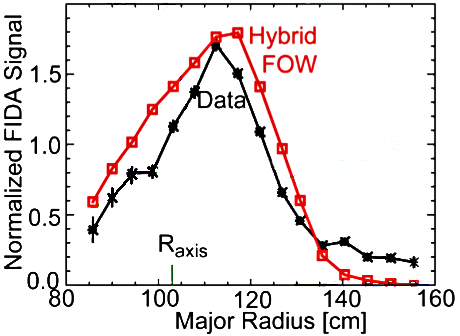 Hybrid
FOW
Data
R_axis
1.5
1.0
0.5
0.0
80
100
120
140
160
Normalized FIDA Signal
Major Radius [cm]